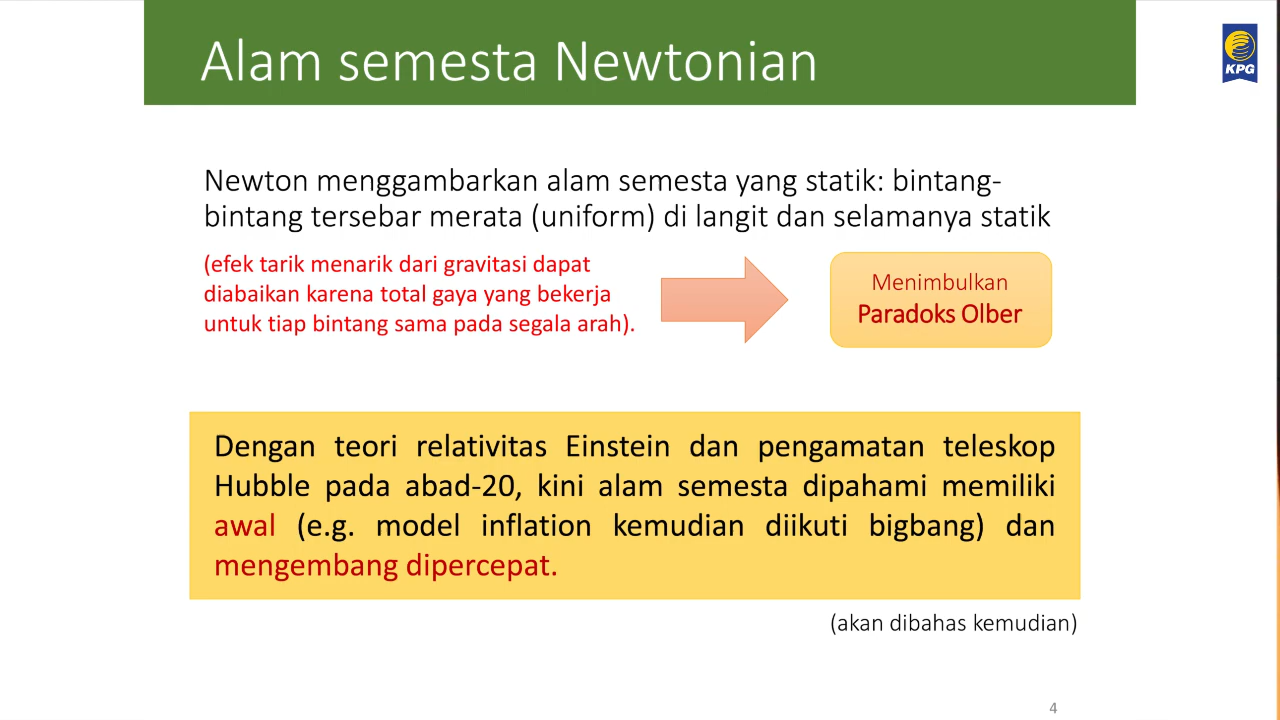 Alam semesta Newtonian
KPG
Newton menggambarkan alam semesta yang statik: bintang-
bintang tersebar merata (uniform) di langit dan selamanya statik
(efek tarik menarik dari gravitasi dapat
diabaikan karena total gaya yang bekerja
untuk tiap bintang sama pada segala arah).
Menimbulkan
Paradoks Olber
Dengan teori relativitas Einstein dan pengamatan teleskop
Hubble pada abad-20, kini alam semesta dipahami memiliki
awal (e.g. model inflation kemudian diikuti bigbang) dan
mengembang dipercepat.
(akan dibahas kemudian)
4